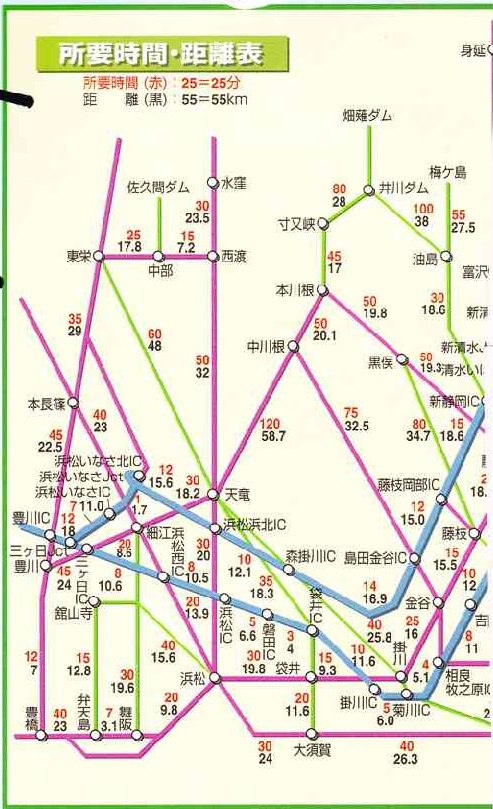 所要時間・距離表
所要時間(赤):25=25分
距　離(黒):55=55km
身延
畑薙ダム
梅ケ島
佐久間ダム
水窪
80
28
井川ダム
100
38
55
27.5
30
23.5
寸又峡
25
17.8
15
7.2
東栄
中部
西渡
45
17
油島
富沢
本川根
30
18.6
新清
35
29
60
48
50
20.1
50
19.8
中川根
黒俣
50
19.3
新清水
清水い
50
32
本長篠
40
23
新静岡IC
120
58.7
75
32.5
80
34.7
15
18.6
45
22.5
浜松いなさ北IC
浜松いなさJct
浜松いなさIC
12
15.6
30
18.2
天竜
藤枝岡部IC
豊川IC
12
18
7
11.0
1
1.7
12
15.0
三ヶ日Jct
豊川
細江
浜松西IC
浜松浜北IC
30
20
10
12.1
森掛川IC
島田金谷IC
藤枝
15
15.5
45
24
三ヶ日IC
20
8.5
8
10.6
8
10.5
35
18.3
袋井IC
14
16.9
金谷
10
12
舘山寺
20
13.9
浜松IC
5
6.6
磐田IC
3
4
40
25.8
25
16
吉
12
7
15
12.8
40
15.6
30
19.8
15
9.3
10
11.6
掛川
8
11
浜松
袋井
4
5.1
相良
牧之原IC
30
19.6
掛川IC
5
6.0
菊川IC
豊橋
40
23
弁天島
7
3.1
舞阪
20
9.8
20
11.6
大須賀
30
24
40
26.3